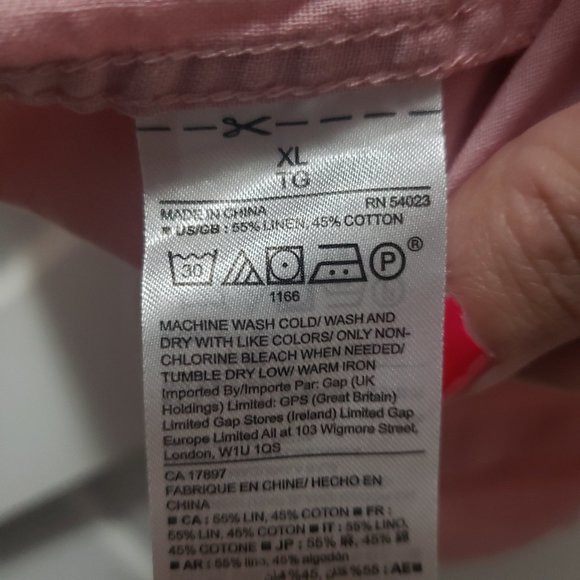 XL
TG
MADE IN CHINA RN 54023
■ US/GB : 55% LINEN, 45% COTTON
30 P ®
1166
MACHINE WASH COLD/ WASH AND
DRY WITH LIKE COLORS/ ONLY NON-
CHLORINE BLEACH WHEN NEEDED/
TUMBLE DRY LOW/ WARM IRON
Imported By/Importe Par: Gap (UK
Holdings) Limited: GPS (Great Britain)
Limited Gap Stores (Ireland) Limited Gap
Europe Limited All at 103 Wigmore Street,
London, W1U 1QS
CA 17897
FABRIQUE EN CHINE/ HECHO EN
CHINA
■ CA : 55% LIN, 45% COTON ■ FR :
55% LIN, 45% COTON ■ IT : 55% LINO,
45% COTONE ■ JP : 55% 麻, 45% 綿
■ AR : 55% lino, 45% algodón